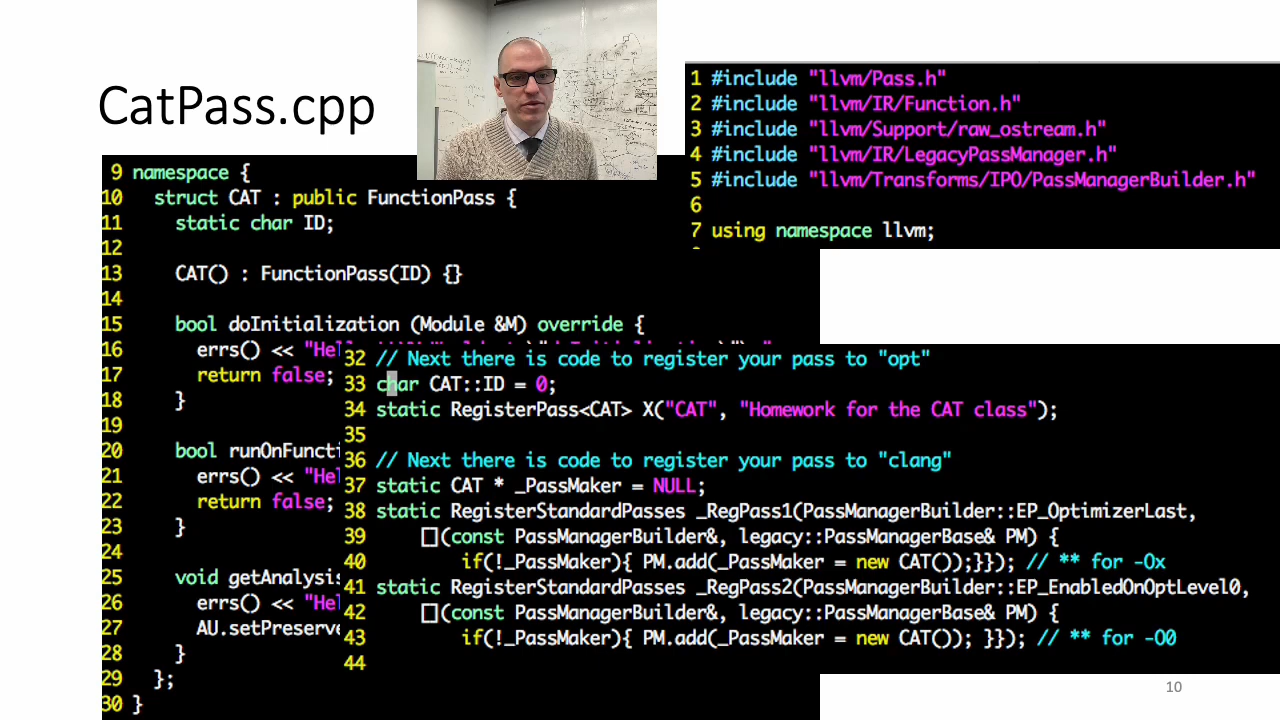 CatPass.cpp
1 #include "llvm/Pass.h"
2 #include "llvm/IR/Function.h"
3 #include "llvm/Support/raw_ostream.h"
4 #include "llvm/IR/LegacyPassManager.h"
5 #include "llvm/Transforms/IPO/PassManagerBuilder.h"
6
7 using namespace llvm;
9 namespace {
10 struct CAT : public FunctionPass {
11 static char ID;
12
13 CAT() : FunctionPass(ID) {}
14
15 bool doInitialization (Module &M) override {
16 errs() << "Hel
17 return false;
18 }
19
20 bool runOnFuncti
21 errs() << "Hel
22 return false;
23 }
24
25 void getAnalysis
26 errs() << "Hel
27 AU.setPreserve
28 }
29 };
30 }
32 // Next there is code to register your pass to "opt"
33 char CAT::ID = 0;
34 static RegisterPass<CAT> X("CAT", "Homework for the CAT class");
35
36 // Next there is code to register your pass to "clang"
37 static CAT * _PassMaker = NULL;
38 static RegisterStandardPasses _RegPass1(PassManagerBuilder::EP_OptimizerLast,
39 [](const PassManagerBuilder&, legacy::PassManagerBase& PM) {
40 if(!_PassMaker){ PM.add(_PassMaker = new CAT());}}); // ** for -Ox
41 static RegisterStandardPasses _RegPass2(PassManagerBuilder::EP_EnabledOnOptLevel0,
42 [](const PassManagerBuilder&, legacy::PassManagerBase& PM) {
43 if(!_PassMaker){ PM.add(_PassMaker = new CAT()); }}); // ** for -O0
44
10